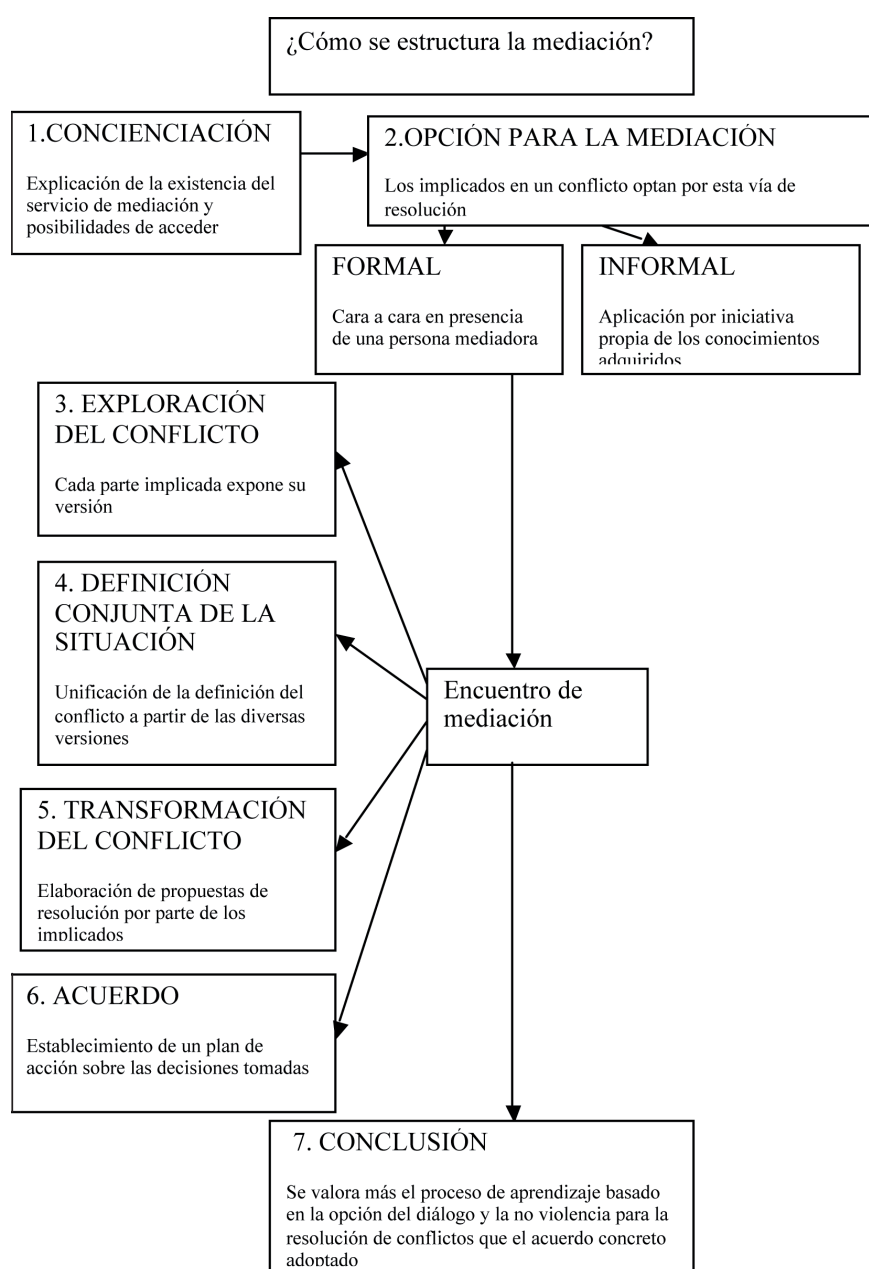 ¿Cómo se estructura la mediación?
1.CONCIENCIACIÓN
Explicación de la existencia del
servicio de mediación y
posibilidades de acceder
2.OPCIÓN PARA LA MEDIACIÓN
Los implicados en un conflicto optan por esta vía de
resolución
FORMAL
Cara a cara en presencia
de una persona mediadora
INFORMAL
Aplicación por iniciativa
propia de los conocimientos
adquiridos
3. EXPLORACIÓN
DEL CONFLICTO
Cada parte implicada expone su
versión
4. DEFINICIÓN
CONJUNTA DE LA
SITUACIÓN
Unificación de la definición del
conflicto a partir de las diversas
versiones
Encuentro de
mediación
5. TRANSFORMACIÓN
DEL CONFLICTO
Elaboración de propuestas de
resolución por parte de los
implicados
6. ACUERDO
Establecimiento de un plan de
acción sobre las decisiones tomadas
7. CONCLUSIÓN
Se valora más el proceso de aprendizaje basado
en la opción del diálogo y la no violencia para la
resolución de conflictos que el acuerdo concreto
adoptado